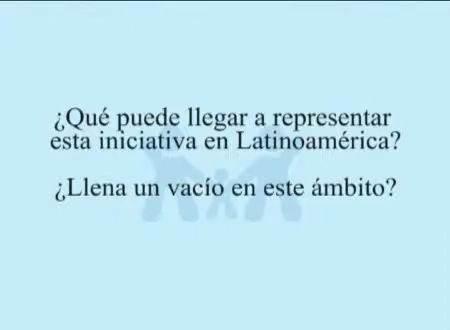 ¿Qué puede llegar a representar
esta iniciativa en Latinoamérica?
¿Llena un vacío en este ámbito?